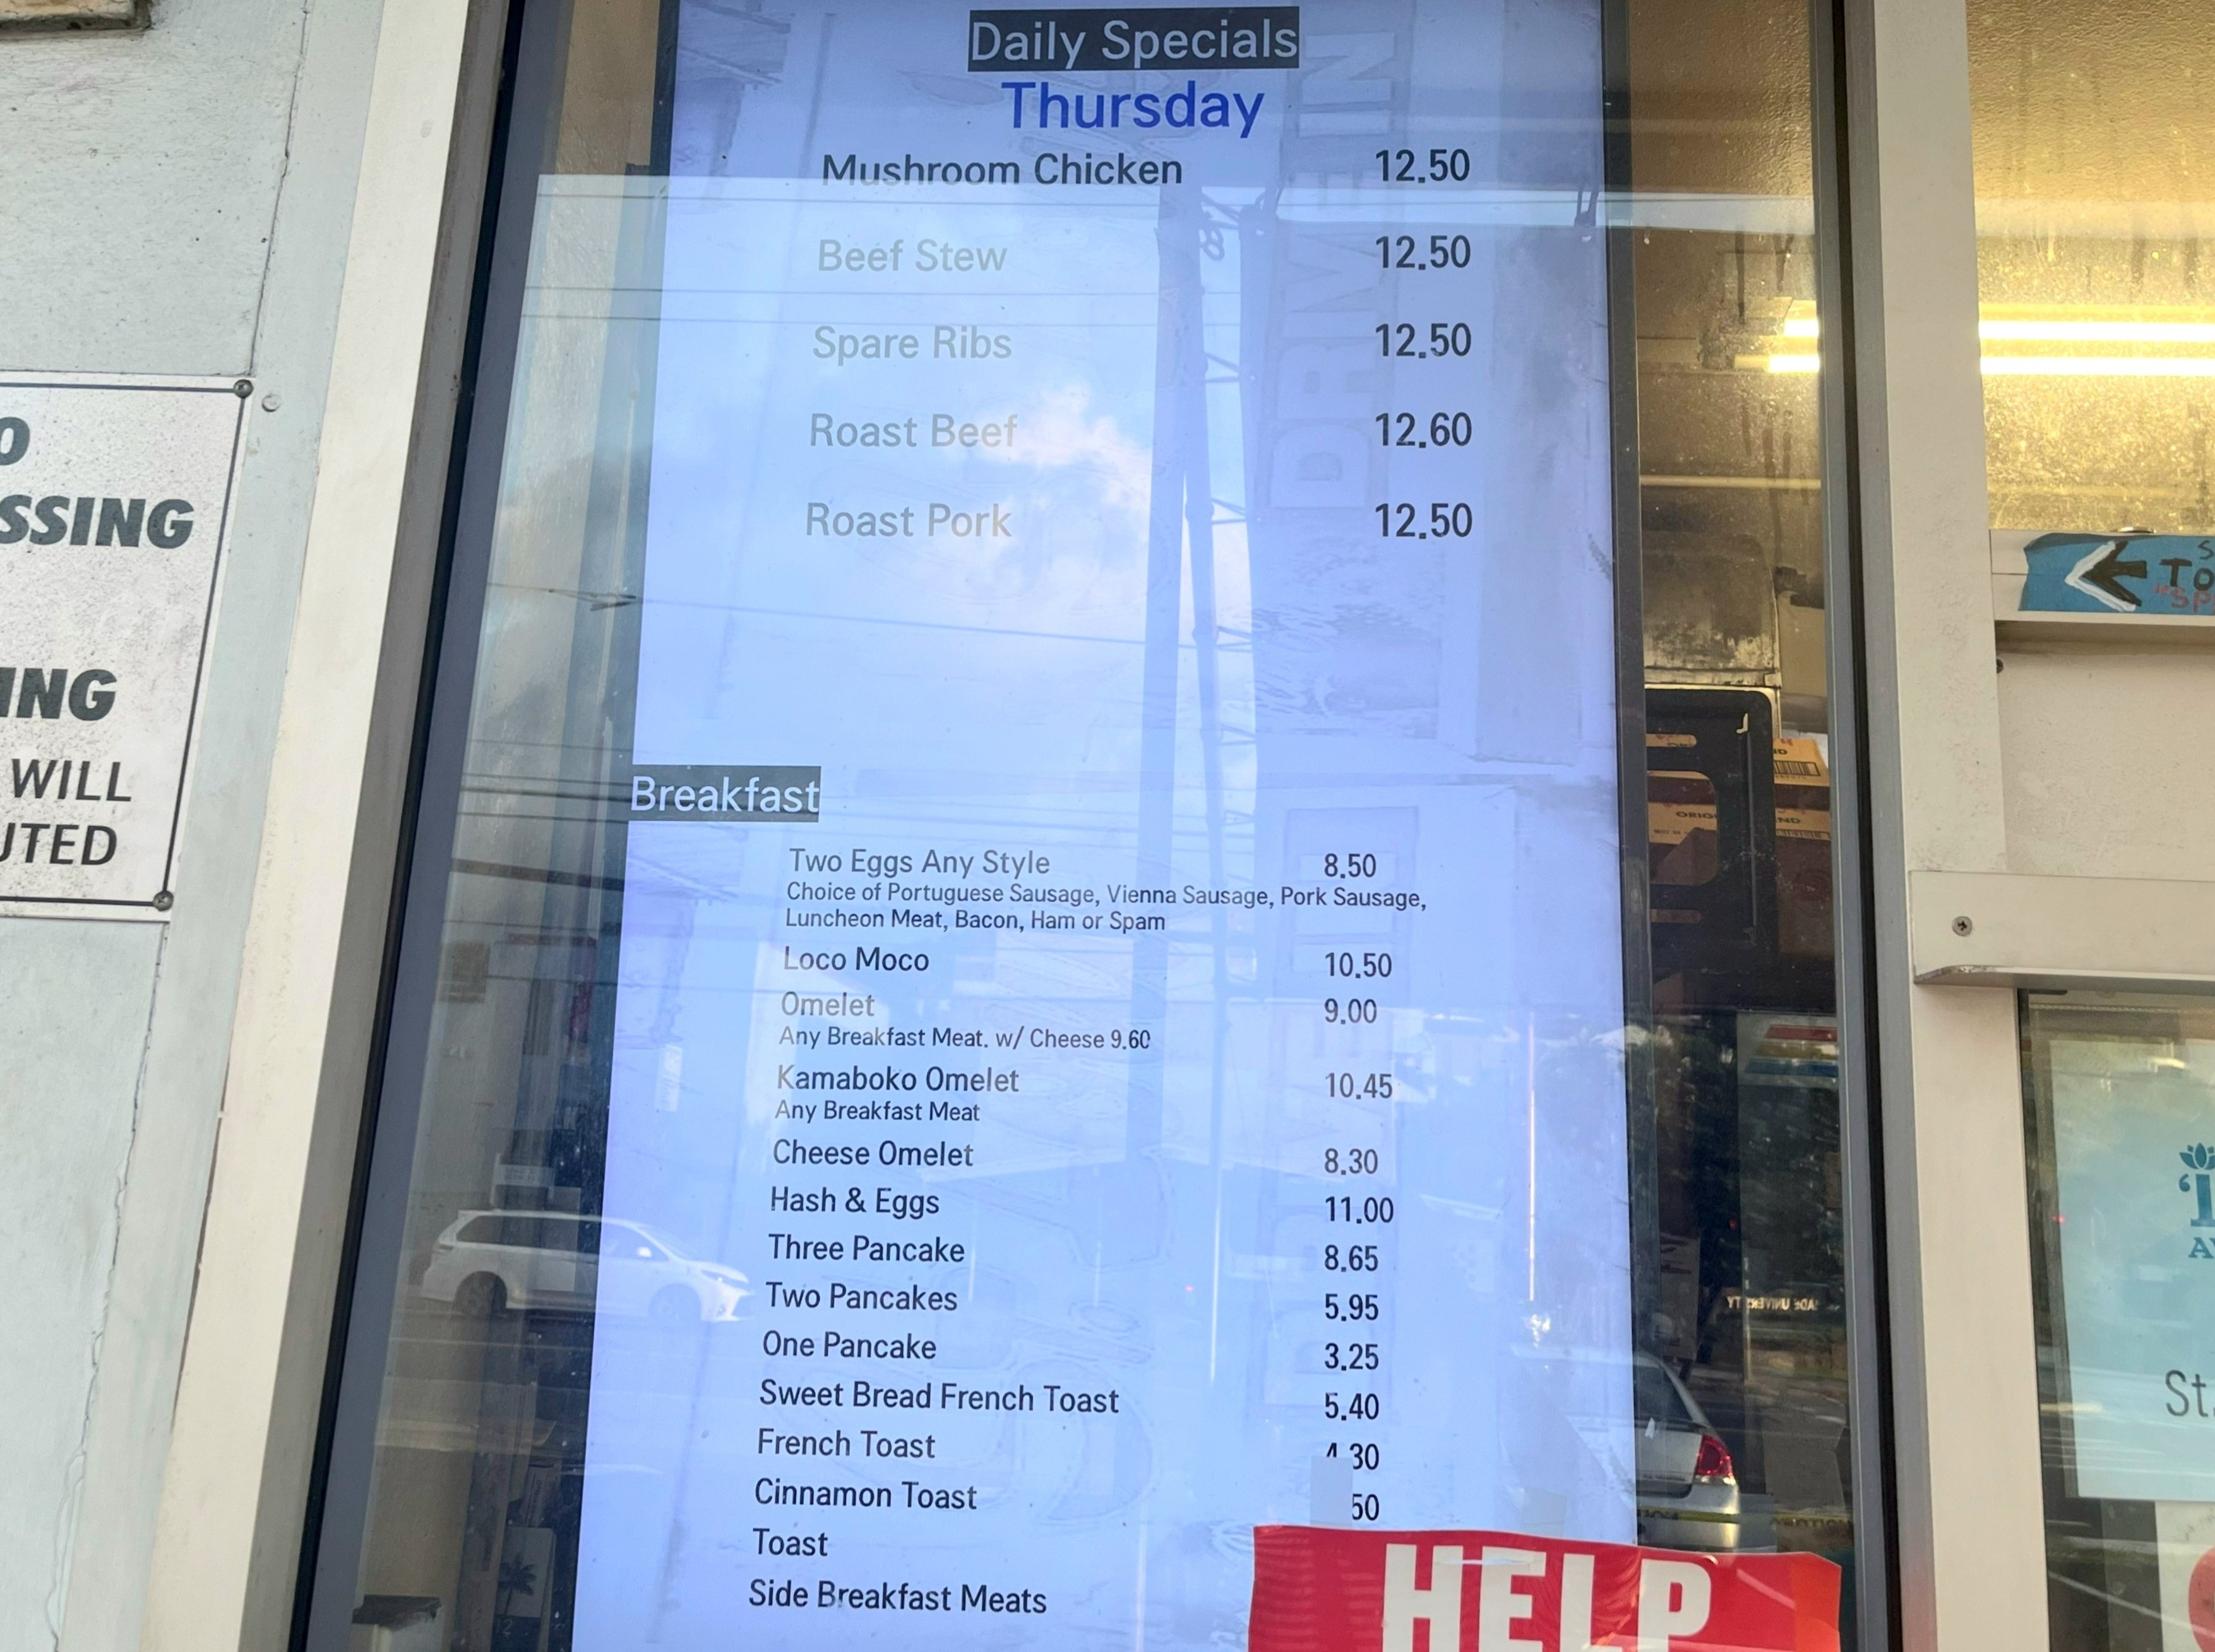 Daily Specials
Thursday
Mushroom Chicken 12.50
Beef Stew 12.50
Spare Ribs 12.50
Roast Beef 12.60
Roast Pork 12.50
Breakfast
Two Eggs Any Style 8.50
Choice of Portuguese Sausage, Vienna Sausage, Pork Sausage,
Luncheon Meat, Bacon, Ham or Spam
Loco Moco 10.50
Omelet 9.00
Any Breakfast Meat. w/ Cheese 9.60
Kamaboko Omelet 10.45
Any Breakfast Meat
Cheese Omelet 8.30
Hash & Eggs 11.00
Three Pancake 8.65
Two Pancakes 5.95
One Pancake 3.25
Sweet Bread French Toast 5.40
French Toast 30
Cinnamon Toast 50
Toast
Side Breakfast Meats
HELP
SSING
ING
WILL
UTED
TO
St.